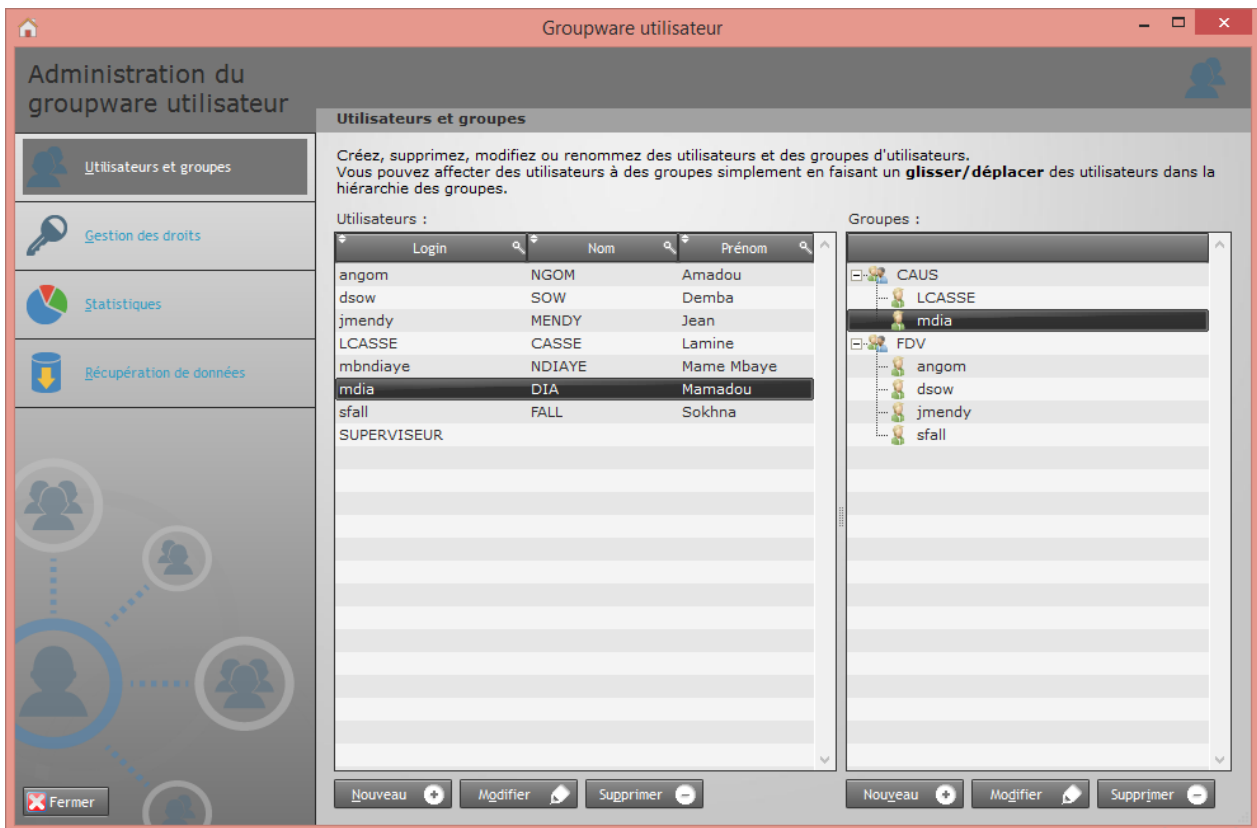 Groupware utilisateur
Administration du
groupware utilisateur
Utilisateurs et groupes
Gestion des droits
Statistiques
Récupération de données
Fermer
Utilisateurs et groupes
Créez, supprimez, modifiez ou renommez des utilisateurs et des groupes d'utilisateurs.
Vous pouvez affecter des utilisateurs à des groupes simplement en faisant un glisser/déplacer des utilisateurs dans la
hiérarchie des groupes.
Utilisateurs :
Login Nom Prénom
angom NGOM Amadou
dsow SOW Demba
jmendy MENDY Jean
LCASSE CASSE Lamine
mbndiaye NDIAYE Mame Mbaye
mdia DIA Mamadou
sfall FALL Sokhna
SUPERVISEUR
Nouveau Modifier Supprimer
Groupes :
CAUS
LCASSE
mdia
FDV
angom
dsow
jmendy
sfall
Nouveau Modifier Supprimer